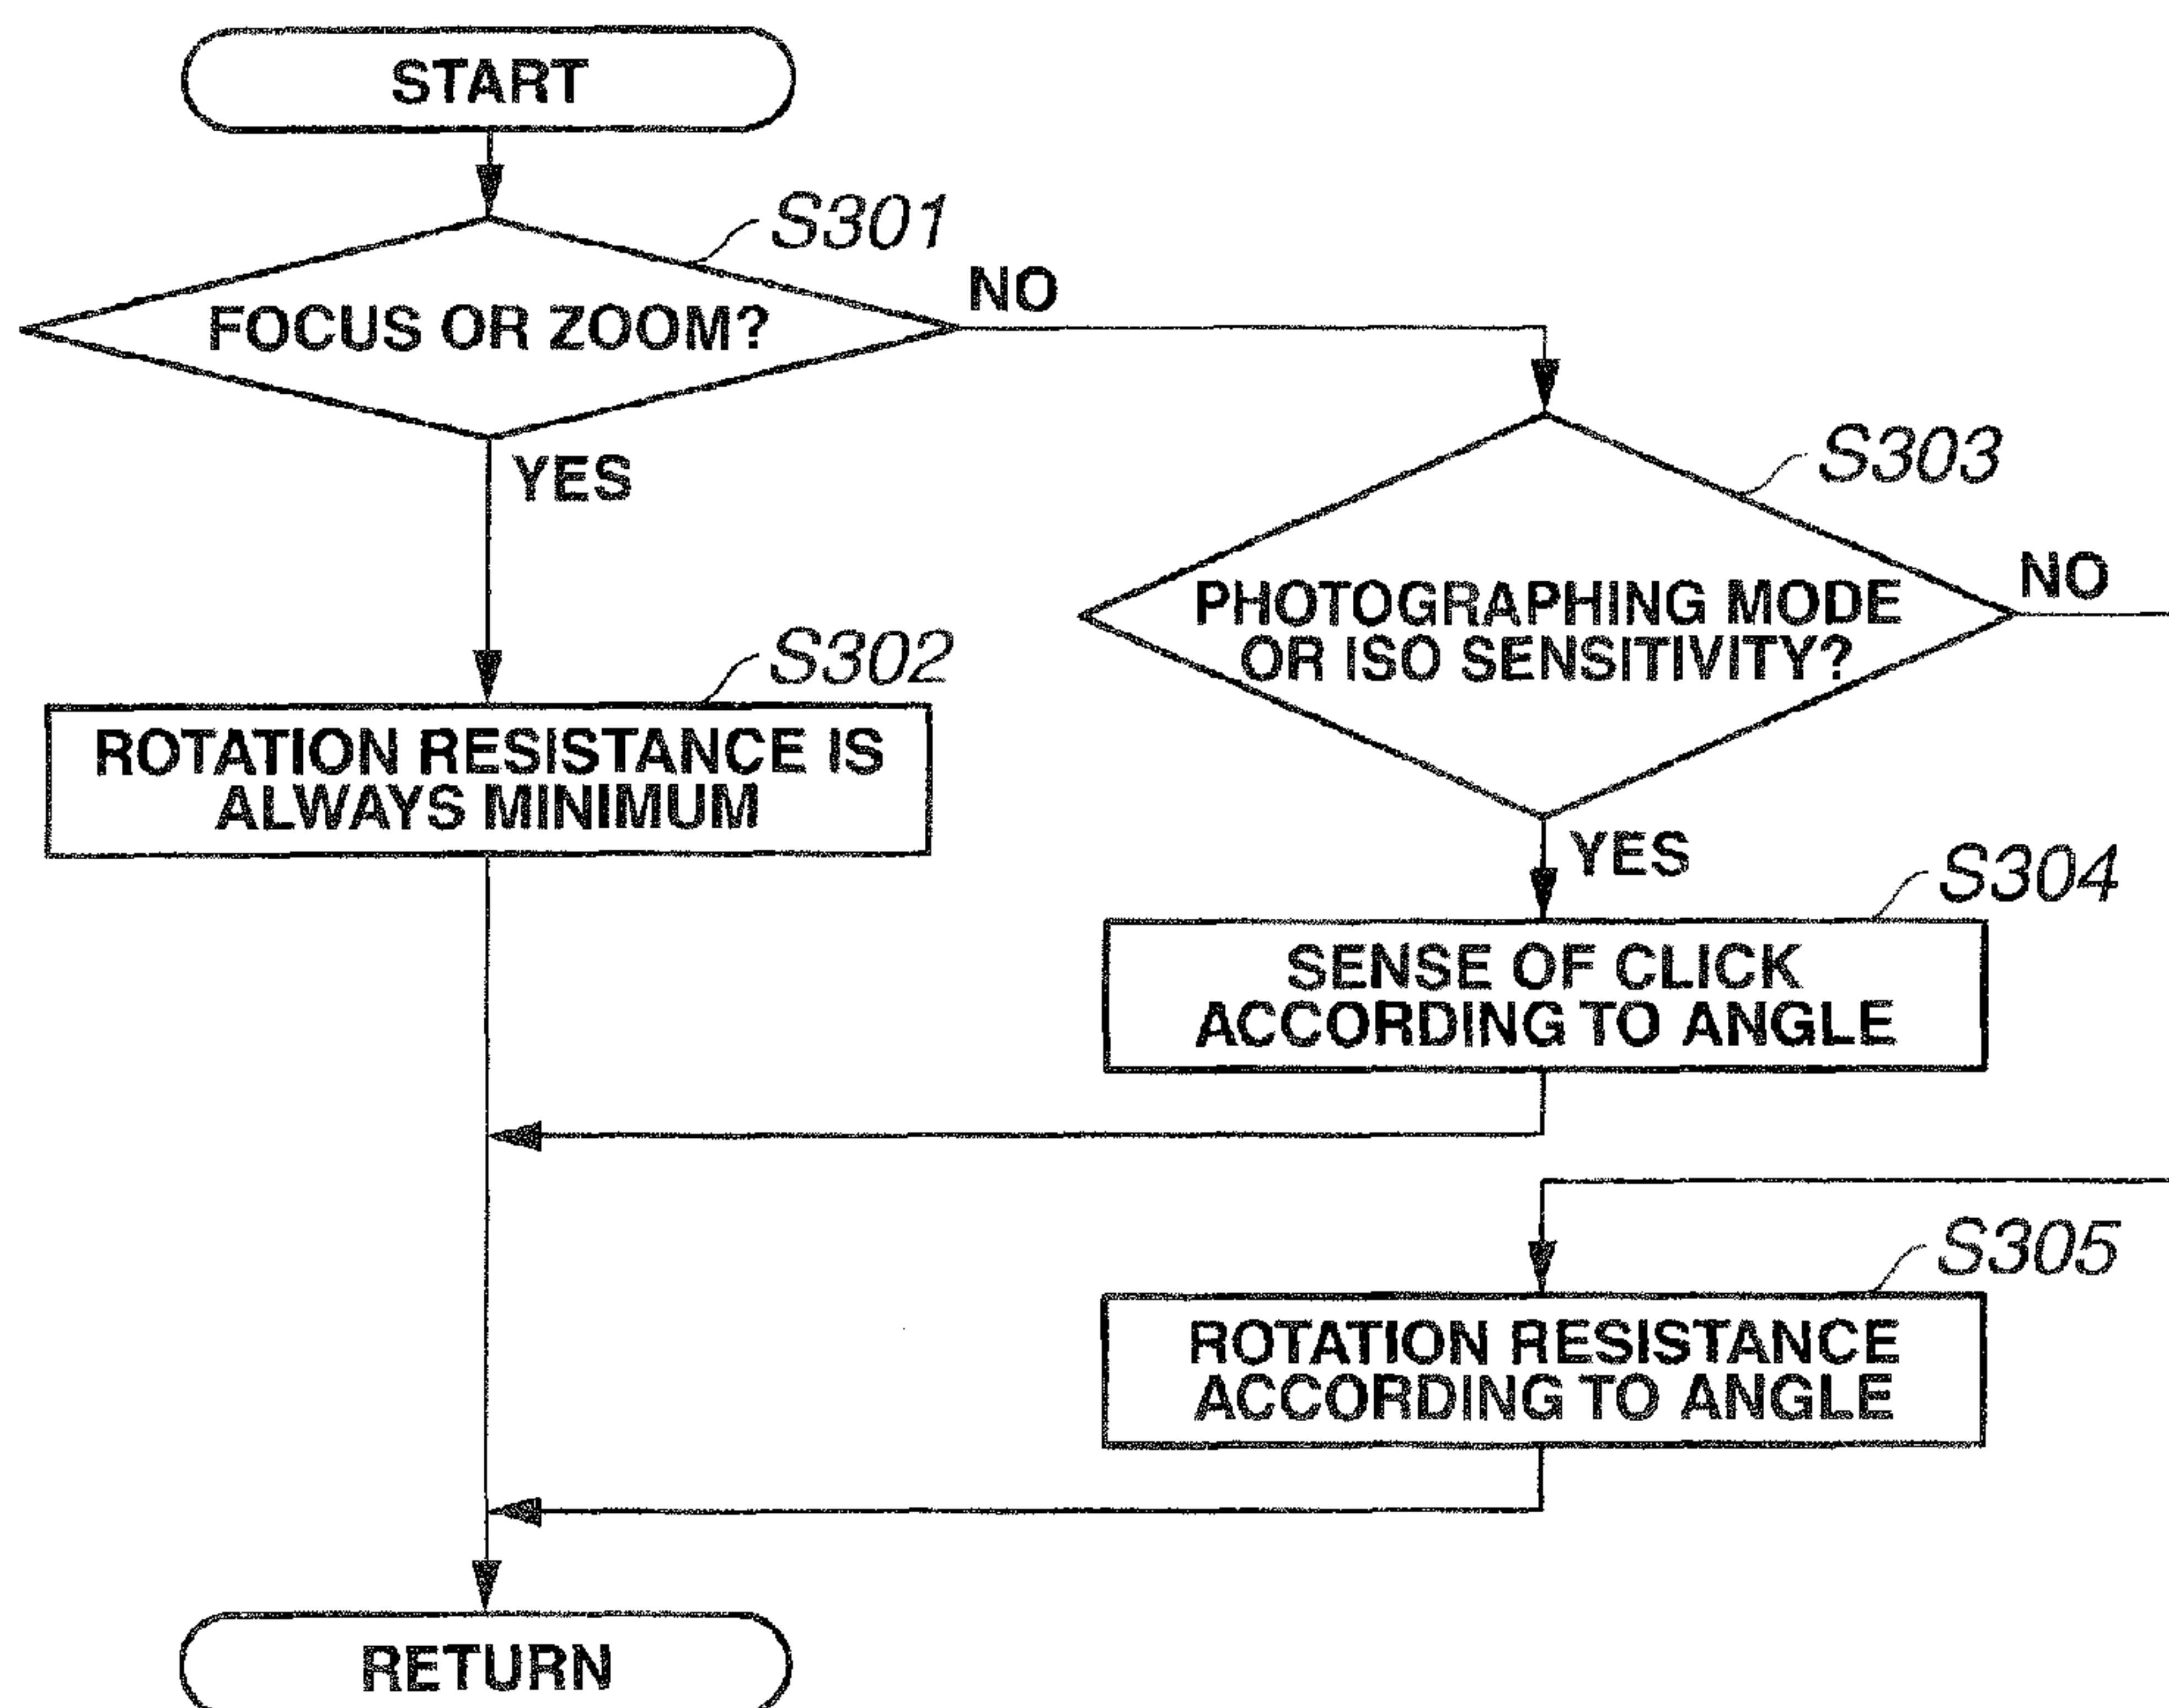 START
S301
FOCUS OR ZOOM?
NO
YES
S303
PHOTOGRAPHING MODE
OR ISO SENSITIVITY?
NO
YES
S302
ROTATION RESISTANCE IS
ALWAYS MINIMUM
S304
SENSE OF CLICK
ACCORDING TO ANGLE
S305
ROTATION RESISTANCE
ACCORDING TO ANGLE
RETURN